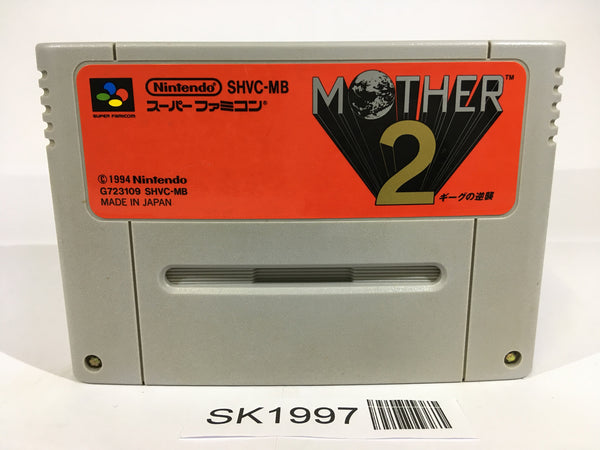 Nintendo SHVC-MB
スーパーファミコン®
SUPER FAMICOM
MOTHER™
2
ギーグの逆襲
©1994 Nintendo
G723109 SHVC-MB
MADE IN JAPAN
SK1997